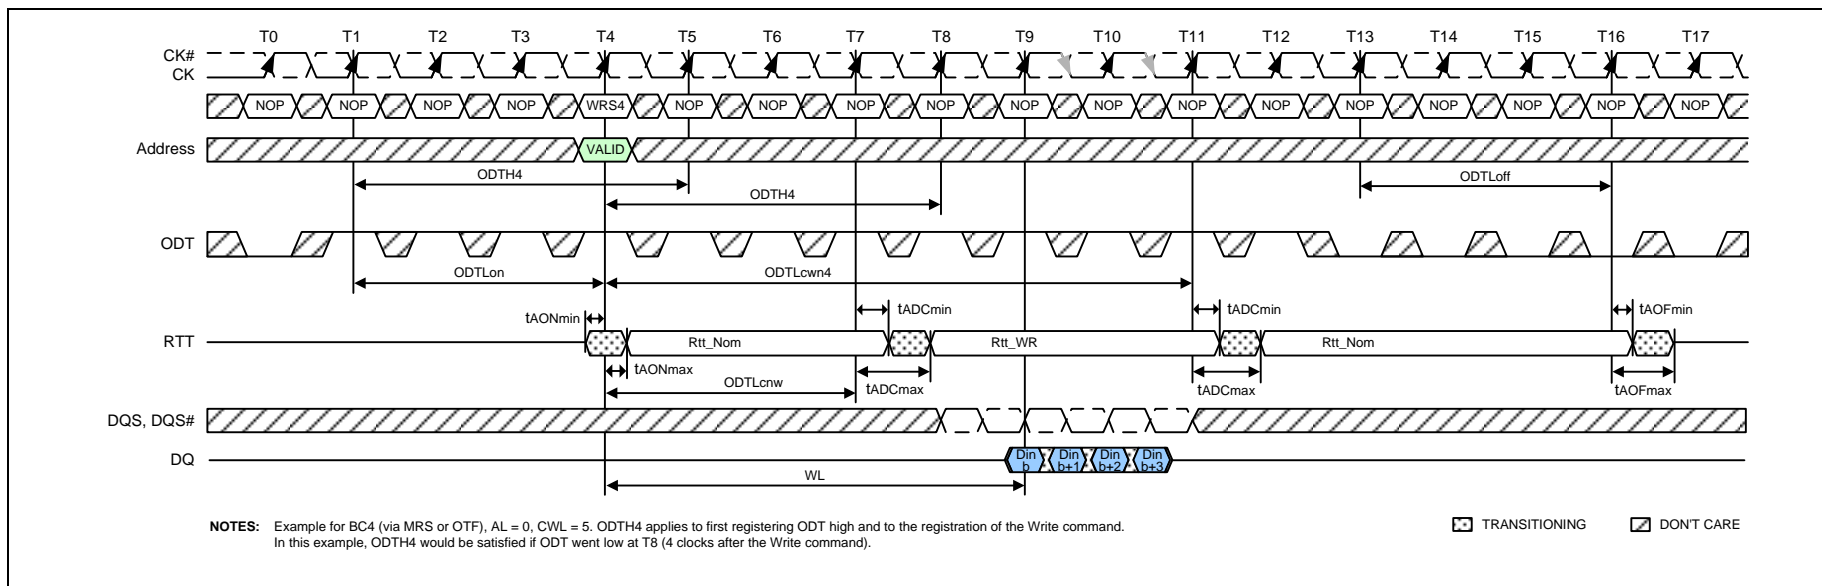 T0 T1 T2 T3 T4 T5 T6 T7 T8 T9 T10 T11 T12 T13 T14 T15 T16 T17
CK#
CK
NOP NOP NOP NOP WRS4 NOP NOP NOP NOP NOP NOP NOP NOP NOP NOP NOP NOP NOP
Address VALID
ODTH4 ODTLoff
ODTH4
ODT
ODTLon ODTLcwn4
tAONmin tADCmin tADCmin tAOFmin
RTT Rtt_Nom Rtt_WR Rtt_Nom
tAONmax ODTLcnw tADCmax tADCmax tAOFmax
DQS, DQS#
DQ Din b Din b+1 Din b+2 Din b+3
WL
NOTES: Example for BC4 (via MRS or OTF), AL = 0, CWL = 5. ODTH4 applies to first registering ODT high and to the registration of the Write command.
In this example, ODTH4 would be satisfied if ODT went low at T8 (4 clocks after the Write command).
TRANSITIONING DON'T CARE